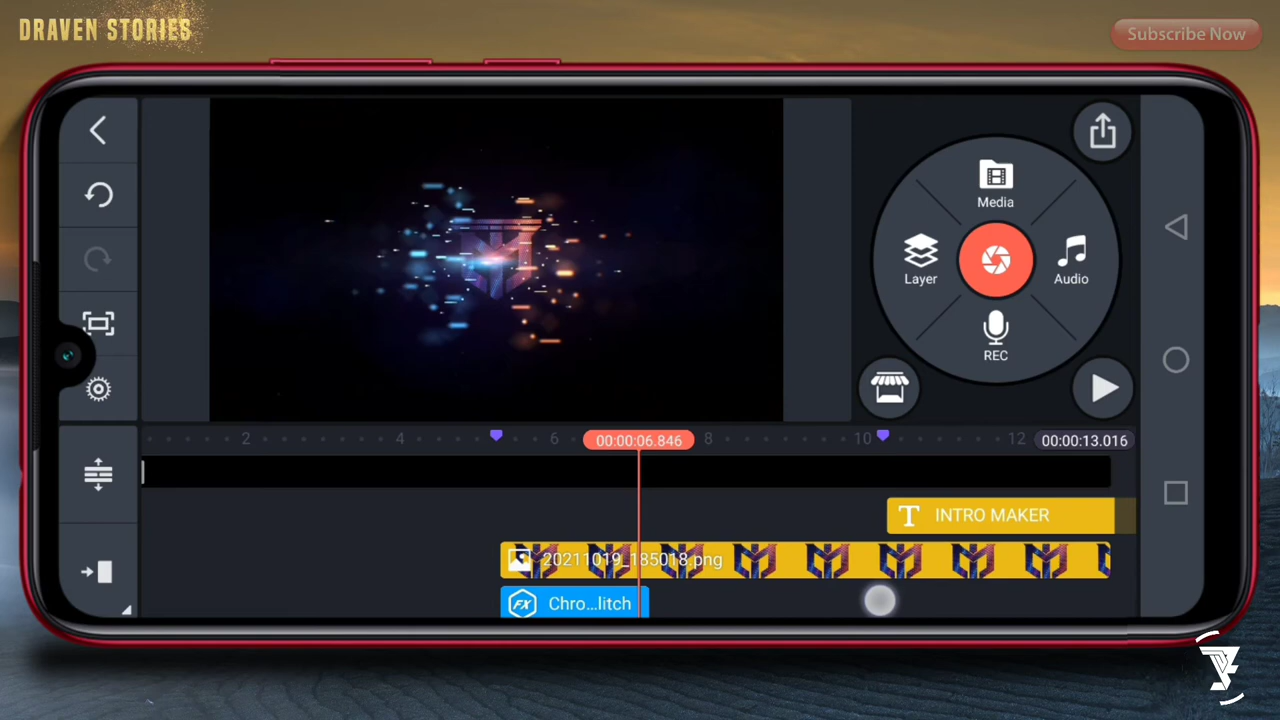 DRAVEN STORIES
Subscribe Now
Media
Layer
Audio
REC
2
4
6
00:00:06.846
8
10
12
00:00:13.016
INTRO MAKER
20211019_185018.png
FX
Chro...litch